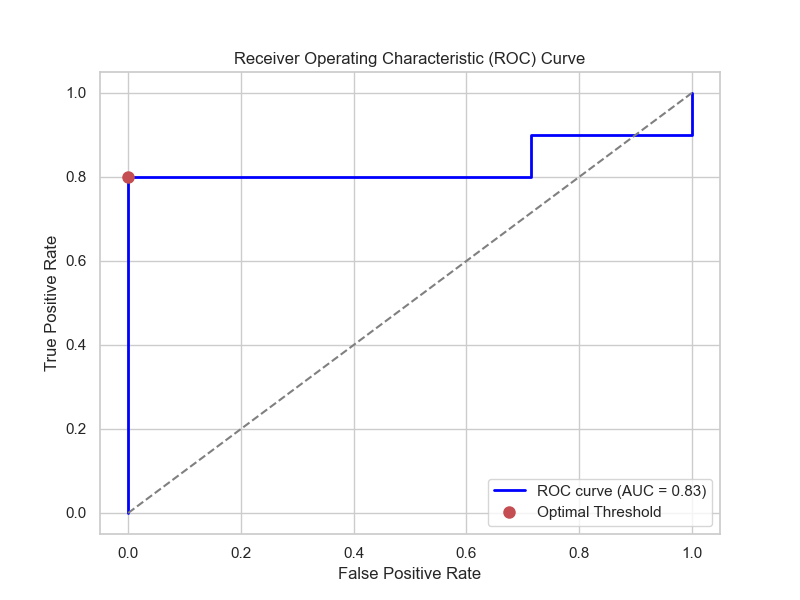 Receiver Operating Characteristic (ROC) Curve
True Positive Rate
1.0
0.8
0.6
0.4
0.2
0.0
ROC curve (AUC = 0.83)
Optimal Threshold
0.0 0.2 0.4 0.6 0.8 1.0
False Positive Rate